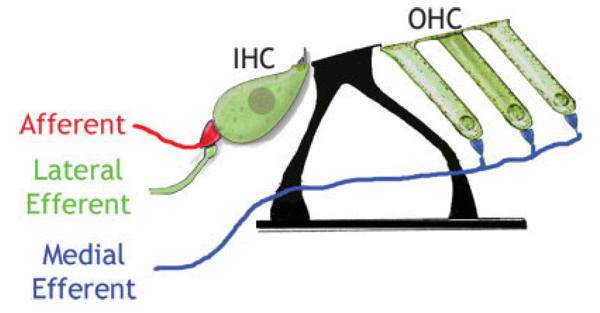 OHC
IHC
Afferent
Lateral
Efferent
Medial
Efferent